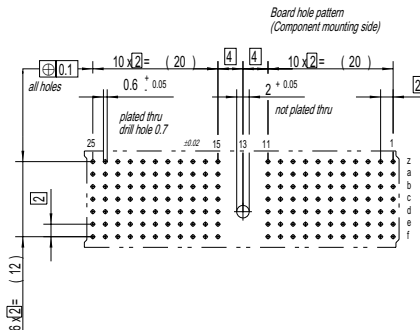 Board hole pattern
(Component mounting side)
10 x 2 = ( 20 )
4
4
10 x 2 = ( 20 )
⌖ 0.1
all holes
0.6 ± 0.05
2 + 0.05
2
plated thru
drill hole 0.7
not plated thru
25
±0.02
15
13
11
1
z
a
b
c
d
e
f
2
6 x 2 = ( 12 )